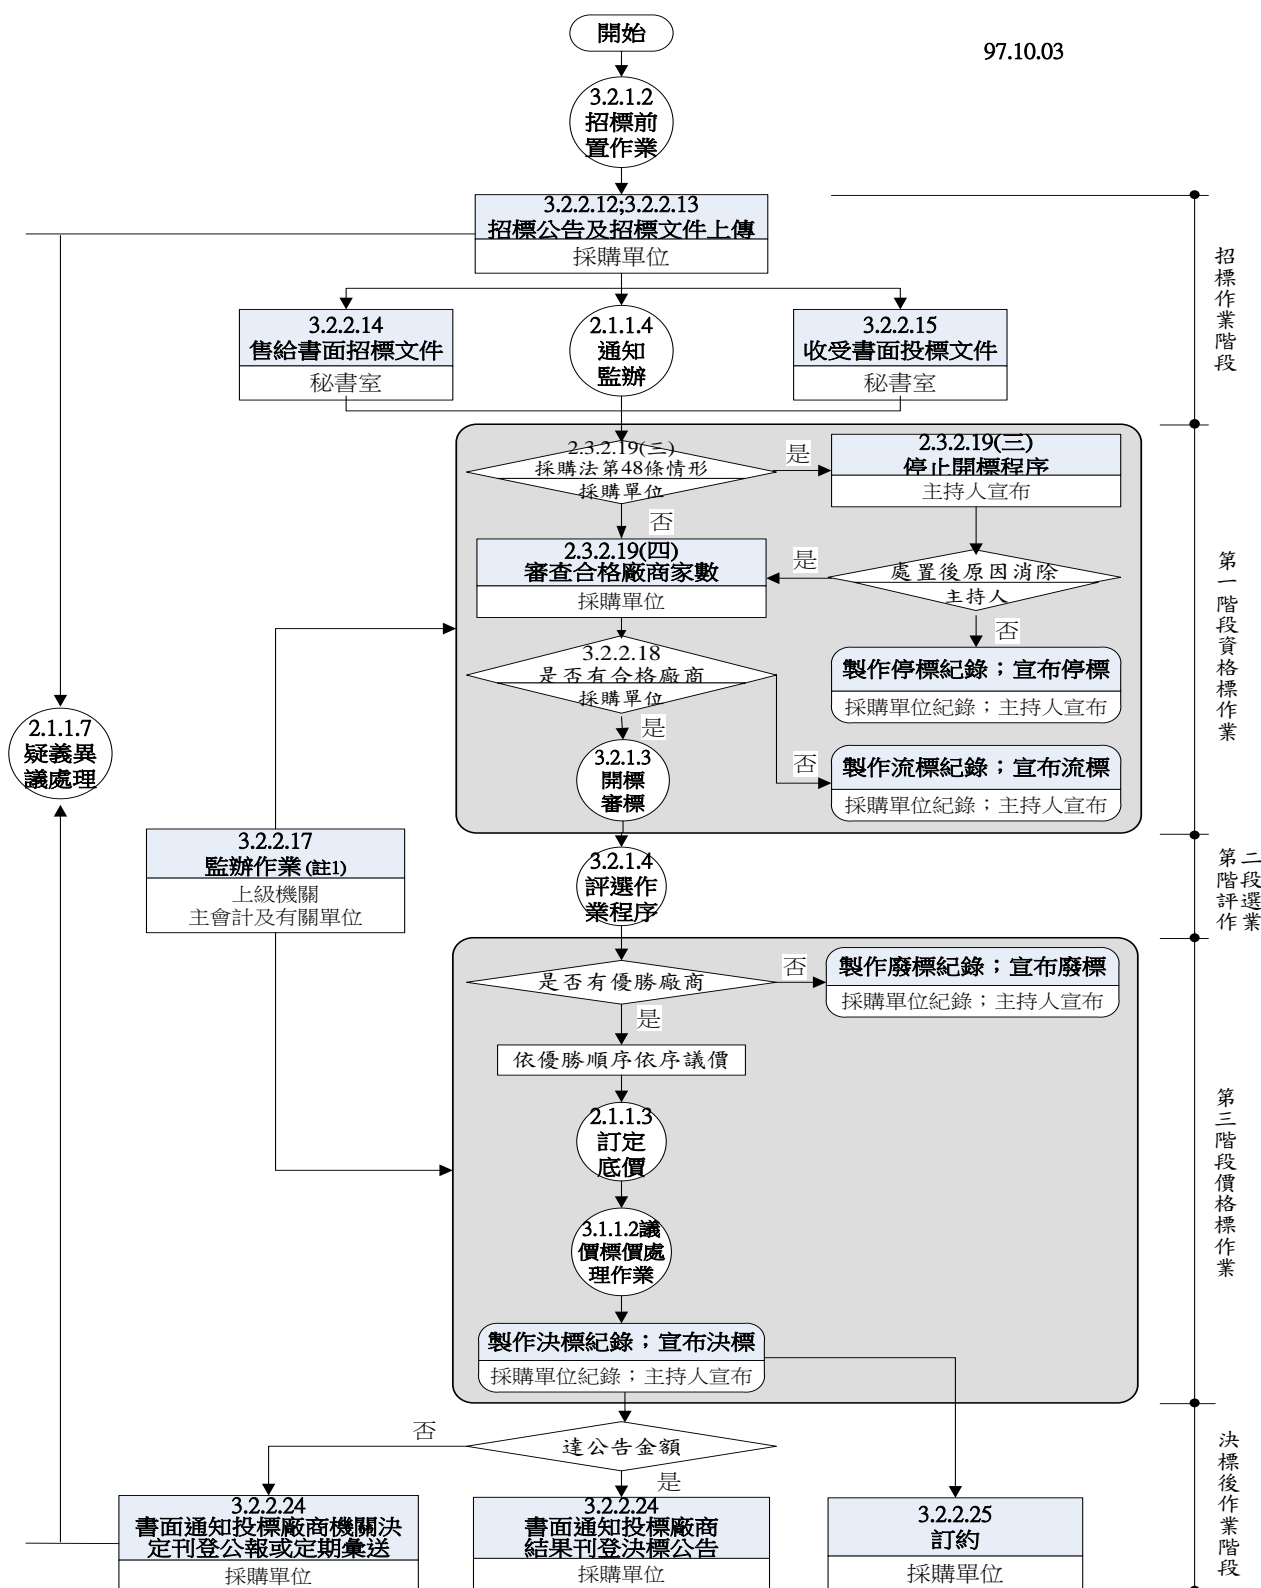 開始
97.10.03
3.2.1.2
招標前
置作業
3.2.2.12;3.2.2.13
招標公告及招標文件上傳
採購單位
招標作業階段
3.2.2.14
售給書面招標文件
秘書室
2.1.1.4
通知
監辦
3.2.2.15
收受書面投標文件
秘書室
2.3.2.19(三)
採購法第48條情形
採購單位
是
2.3.2.19(三)
停止開標程序
主持人宣布
否
2.3.2.19(四)
審查合格廠商家數
採購單位
是
處置後原因消除
主持人
否
第一階段資格標作業
3.2.2.18
是否有合格廠商
採購單位
製作停標紀錄；宣布停標
採購單位紀錄；主持人宣布
是
2.1.1.7
疑義異
議處理
3.2.1.3
開標
審標
否
製作流標紀錄；宣布流標
採購單位紀錄；主持人宣布
3.2.2.17
監辦作業(註1)
上級機關
主會計及有關單位
3.2.1.4
評選作
業程序
第二
階段
評選
作業
是否有優勝廠商
否
製作廢標紀錄；宣布廢標
採購單位紀錄；主持人宣布
是
依優勝順序依序議價
2.1.1.3
訂定
底價
第三階段價格標作業
3.1.1.2議
價標價處
理作業
製作決標紀錄；宣布決標
採購單位紀錄；主持人宣布
否
達公告金額
是
決標後作業階段
3.2.2.24
書面通知投標廠商機關決
定刊登公報或定期彙送
採購單位
3.2.2.24
書面通知投標廠商
結果刊登決標公告
採購單位
3.2.2.25
訂約
採購單位